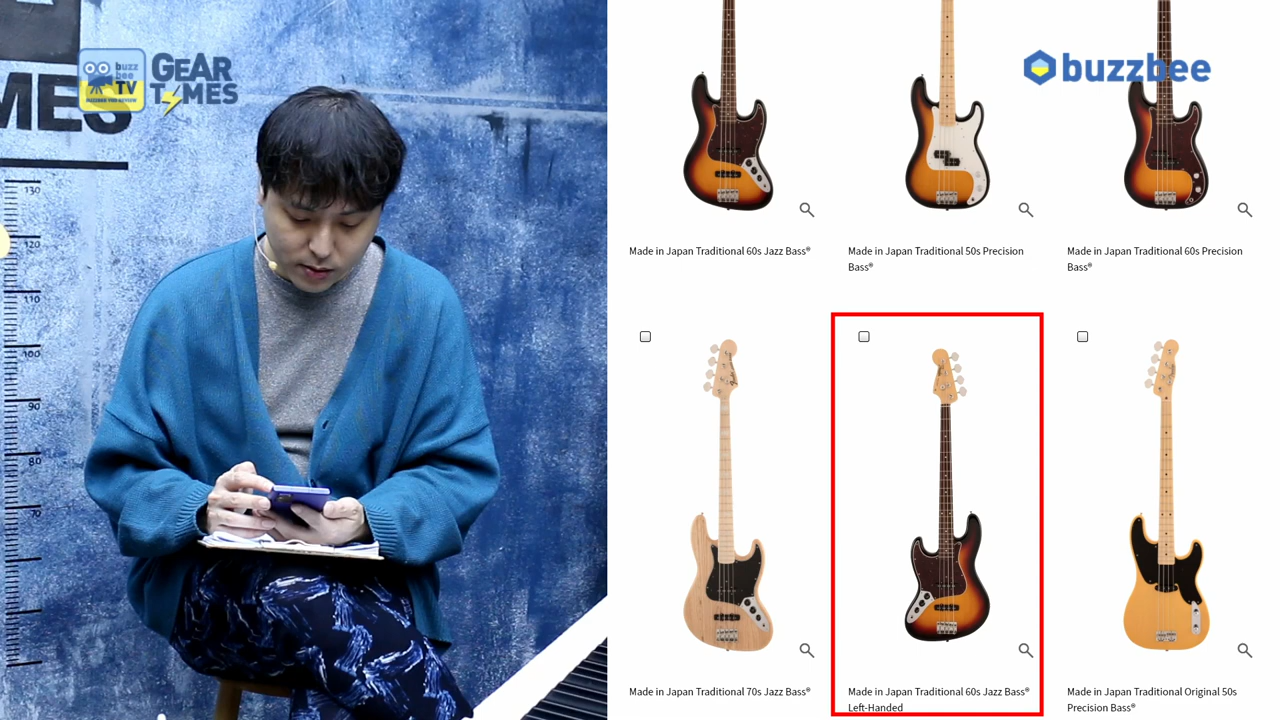 buzz
bee
TV
BUZZBEE TEES REVIEW
GEAR
TIMES
MES
130
120
110
100
90
80
70
buzzbee
Made in Japan Traditional 60s Jazz Bass®
Made in Japan Traditional 50s Precision
Bass®
Made in Japan Traditional 60s Precision
Bass®
Made in Japan Traditional 70s Jazz Bass®
Made in Japan Traditional 60s Jazz Bass®
Left-Handed
Made in Japan Traditional Original 50s
Precision Bass®